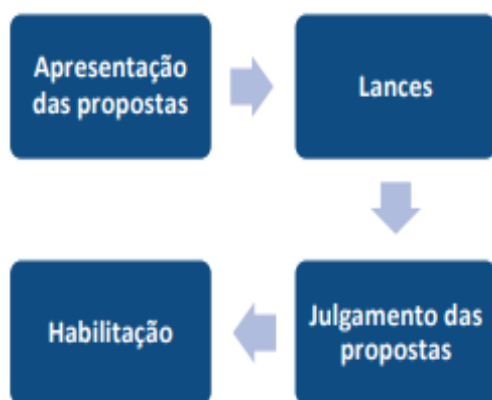 Apresentação
das propostas
Lances
Julgamento das
propostas
Habilitação